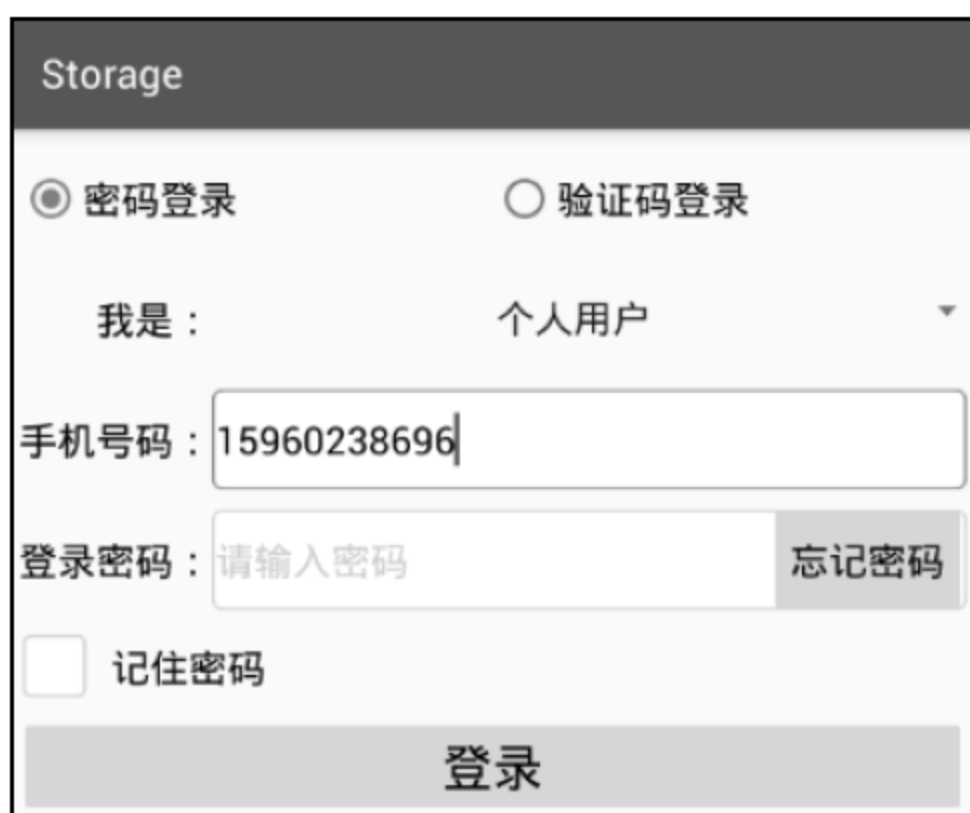 Storage
密码登录 验证码登录
我是： 个人用户
手机号码：15960238696
登录密码：请输入密码 忘记密码
记住密码
登录